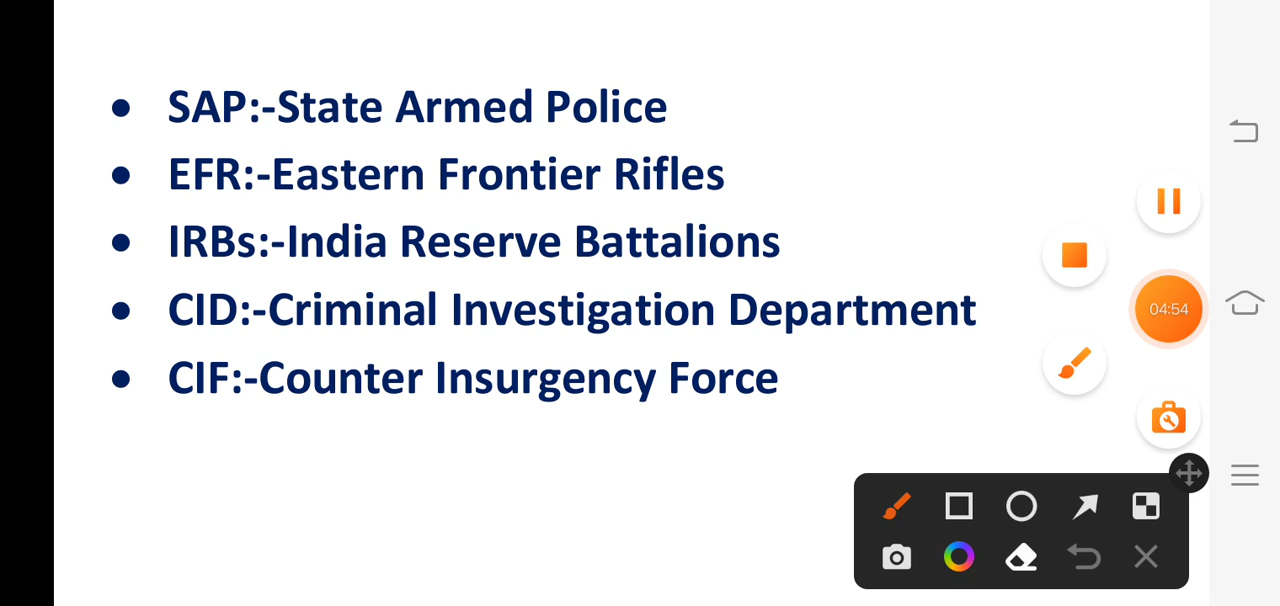 • SAP:-State Armed Police
• EFR:-Eastern Frontier Rifles
• IRBs:-India Reserve Battalions
• CID:-Criminal Investigation Department
• CIF:-Counter Insurgency Force
04:54